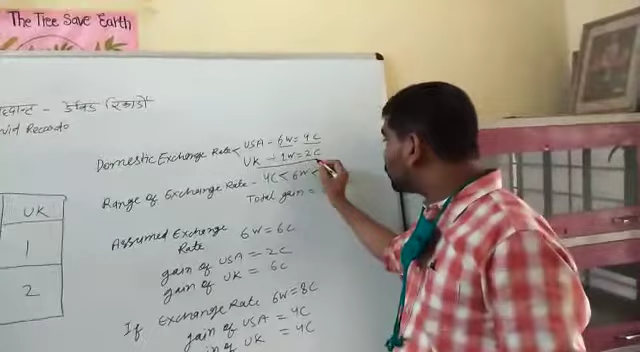 The Tree Save Earth
- डेविड रिकार्डो
vid Recardo
Domestic Exchange Rate < USA - 6W = 4C
UK - 1W = 2C
Range of Exchange Rate - 4C < 6W <
Total gain =
UK
1
2
Assumed Exchange Rate 6W = 6C
gain of USA = 2C
gain of UK = 6C
If Exchange Rate 6W = 8C
gain of USA = 4C
in of UK = 4C